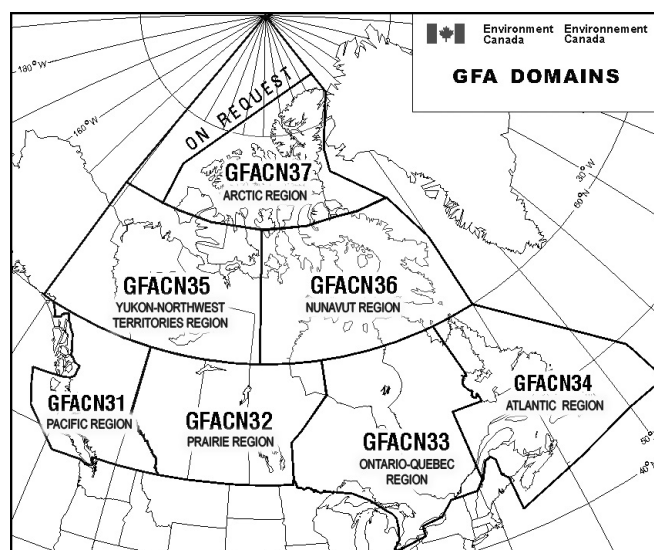 Environment Canada Environnement Canada
GFA DOMAINS
180°W
160°W
ON REQUEST
GFACN37
ARCTIC REGION
30°W
60°N
GFACN35
YUKON-NORTHWEST
TERRITORIES REGION
GFACN36
NUNAVUT REGION
GFACN31
PACIFIC REGION
GFACN32
PRAIRIE REGION
GFACN33
ONTARIO-QUEBEC
REGION
GFACN34
ATLANTIC REGION
50°N
40°N